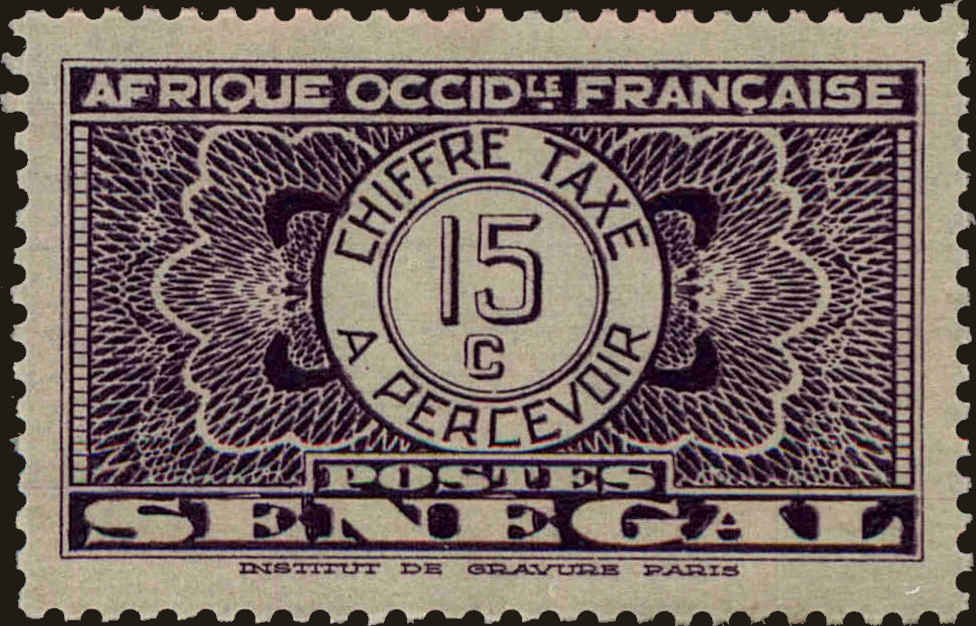 AFRIQUE OCCIDLE FRANÇAISE
CHIFFRE TAXE
15
C
A PERCEVOIR
POSTES
SENEGAL
INSTITUT DE GRAVURE PARIS